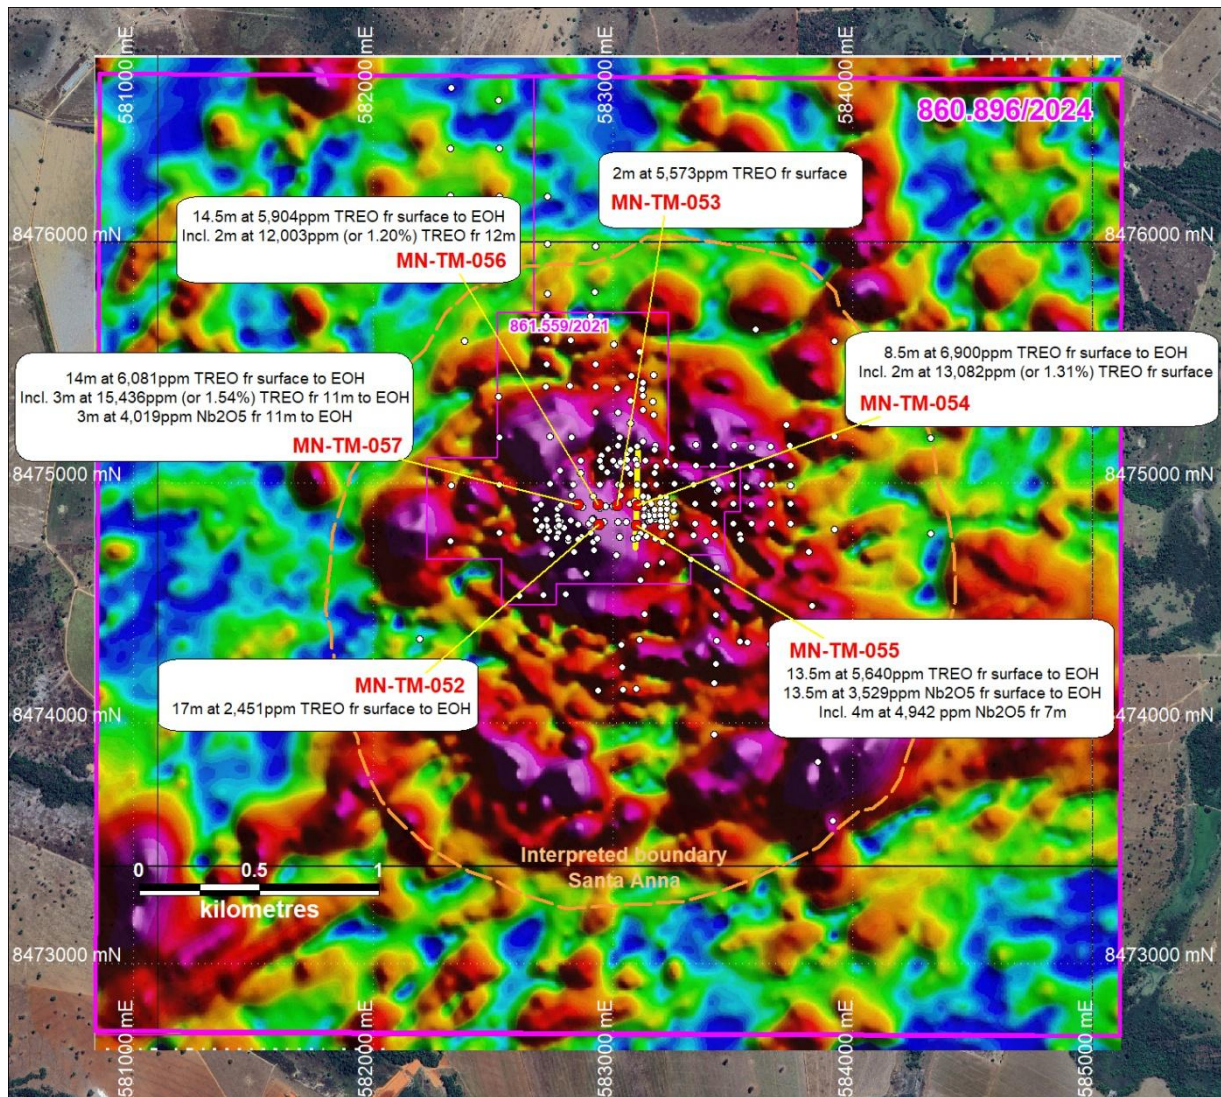 581000 mE
582000 mE
583000 mE
584000 mE
860.896/2024
2m at 5,573ppm TREO fr surface
MN-TM-053
14.5m at 5,904ppm TREO fr surface to EOH
Incl. 2m at 12,003ppm (or 1.20%) TREO fr 12m
MN-TM-056
8476000 mN
8476000 mN
861.559/2021
8.5m at 6,900ppm TREO fr surface to EOH
Incl. 2m at 13,082ppm (or 1.31%) TREO fr surface
MN-TM-054
14m at 6,081ppm TREO fr surface to EOH
Incl. 3m at 15,436ppm (or 1.54%) TREO fr 11m to EOH
3m at 4,019ppm Nb2O5 fr 11m to EOH
MN-TM-057
8475000 mN
8475000 mN
MN-TM-055
13.5m at 5,640ppm TREO fr surface to EOH
13.5m at 3,529ppm Nb2O5 fr surface to EOH
Incl. 4m at 4,942 ppm Nb2O5 fr 7m
MN-TM-052
17m at 2,451ppm TREO fr surface to EOH
8474000 mN
8474000 mN
Interpreted boundary
Santa Anna
0 0.5 1
kilometres
8473000 mN
8473000 mN
581000 mE
582000 mE
583000 mE
584000 mE
585000 mE